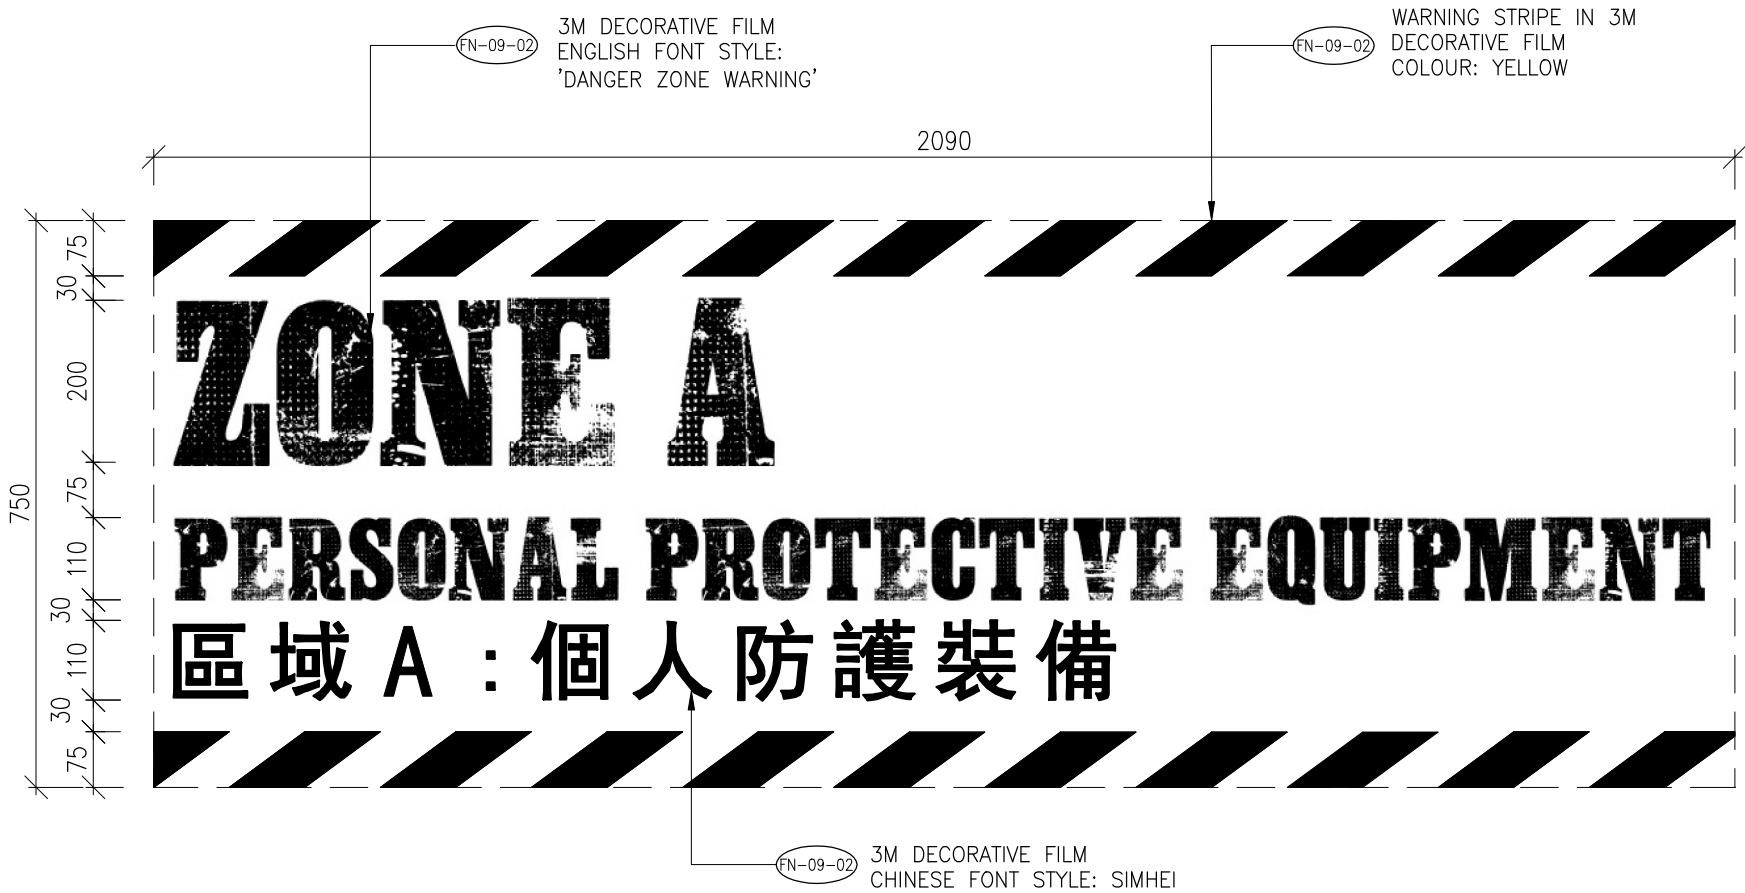 FN-09-02
3M DECORATIVE FILM
ENGLISH FONT STYLE:
'DANGER ZONE WARNING'
FN-09-02
WARNING STRIPE IN 3M
DECORATIVE FILM
COLOUR: YELLOW
2090
750
75
30
200
75
110
30
110
30
75
ZONE A
PERSONAL PROTECTIVE EQUIPMENT
區域A:個人防護裝備
FN-09-02
3M DECORATIVE FILM
CHINESE FONT STYLE: SIMHEI